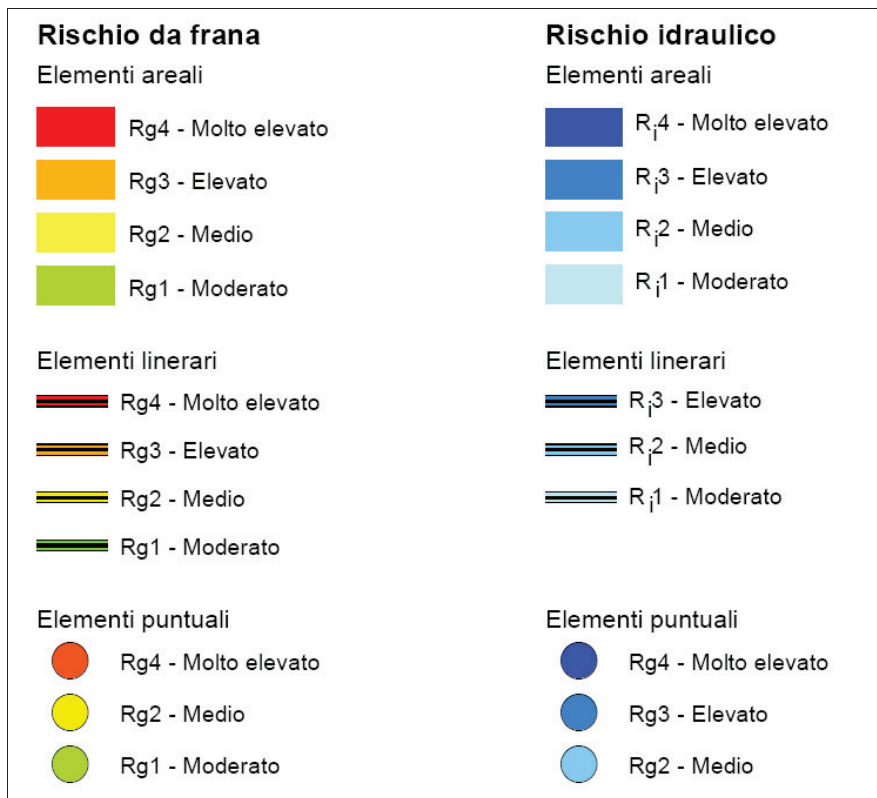 Rischio da frana
Elementi areali
Rg4 - Molto elevato
Rg3 - Elevato
Rg2 - Medio
Rg1 - Moderato
Elementi linerari
Rg4 - Molto elevato
Rg3 - Elevato
Rg2 - Medio
Rg1 - Moderato
Elementi puntuali
Rg4 - Molto elevato
Rg2 - Medio
Rg1 - Moderato
Rischio idraulico
Elementi areali
Ri4 - Molto elevato
Ri3 - Elevato
Ri2 - Medio
Ri1 - Moderato
Elementi linerari
Ri3 - Elevato
Ri2 - Medio
Ri1 - Moderato
Elementi puntuali
Rg4 - Molto elevato
Rg3 - Elevato
Rg2 - Medio